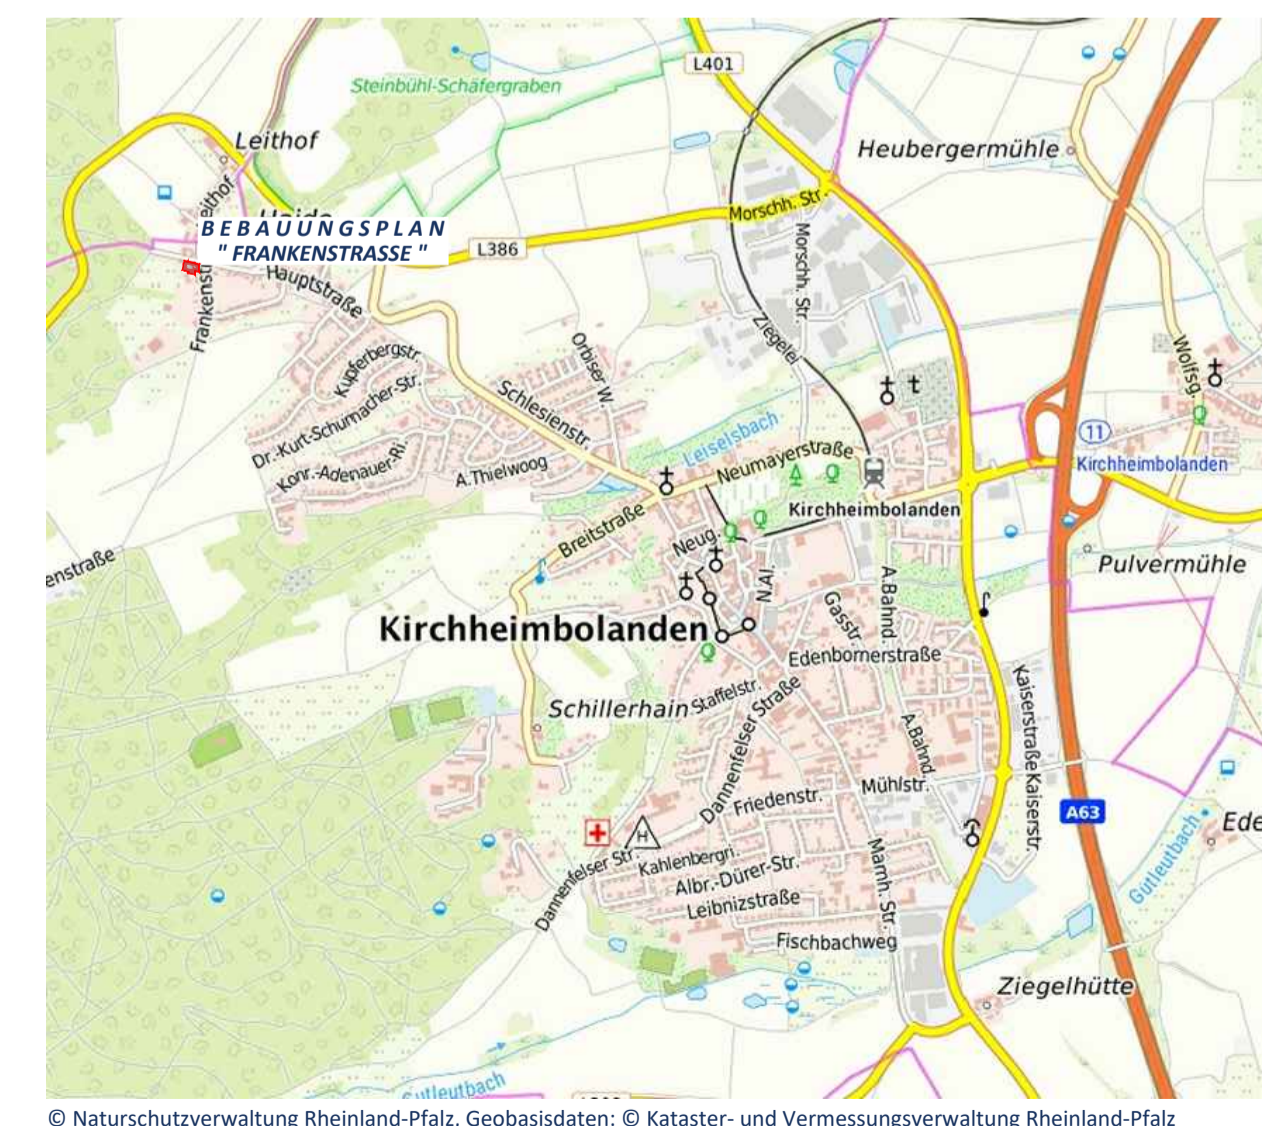 L401
Steinbühl-Schäfergraben
Leithof
Heubergermühle
Morschh. Str.
BEBAUUNGSPLAN
"FRANKENSTRASSE"
L386
Hauptstraße
Morschh. Str.
Ziegelei
Orbiser W.
Wolfsg.
Kupferbergstr.
Dr.-Kurt-Schumacher-Str.
Schlesienstr.
Leiselsbach
11
Kirchheimbolanden
Konr.-Adenauer-Ri.
A.Thielwoog
Neumayerstraße
Kirchheimbolanden
Breitstraße
Neug.
Pulvermühle
enstraße
N.Al.
Gasstr.
A.Bahnd.
Kirchheimbolanden
Edenbornerstraße
Schillerhain
Staffelstr.
Dannenfelser Straße
A.Bahnd.
Kaiserstraße
Kaiserstr.
Friedenstr.
Mühlstr.
A63
Ede
H
Dannenfelser Str.
Kahlenbergri.
Albr.-Dürer-Str.
Leibnizstraße
Marnh. Str.
Gutleutbach
Fischbachweg
Ziegelhütte
© Naturschutzverwaltung Rheinland-Pfalz, Geobasisdaten: © Kataster- und Vermessungsverwaltung Rheinland-Pfalz